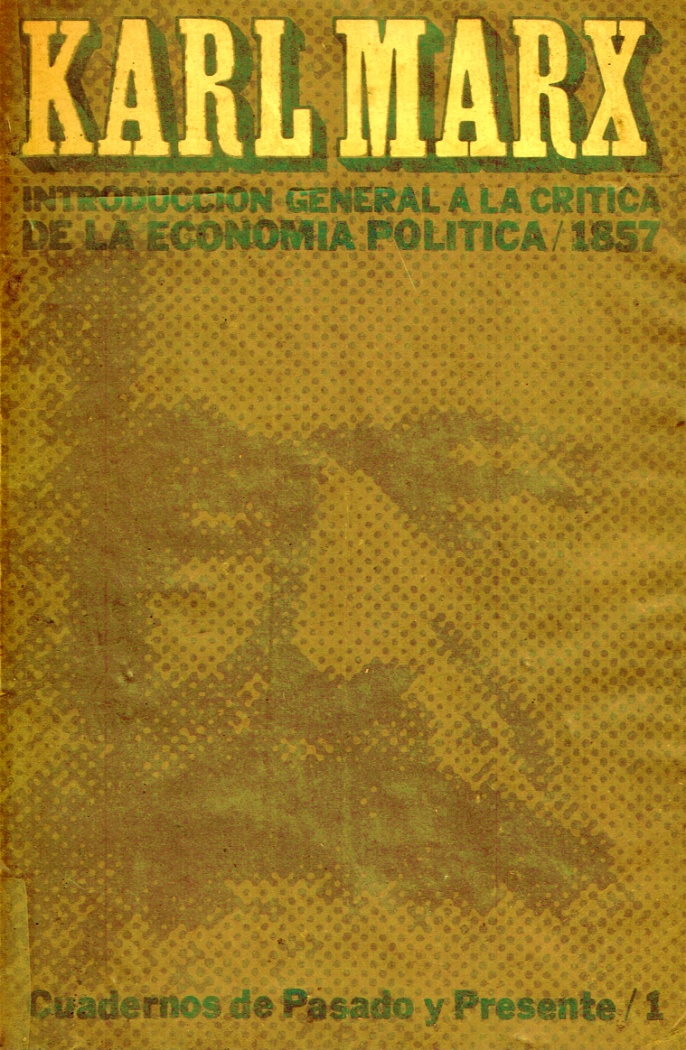 KARL MARX
INTRODUCCION GENERAL A LA CRITICA
DE LA ECONOMIA POLITICA/1857
Cuadernos de Pasado y Presente/1